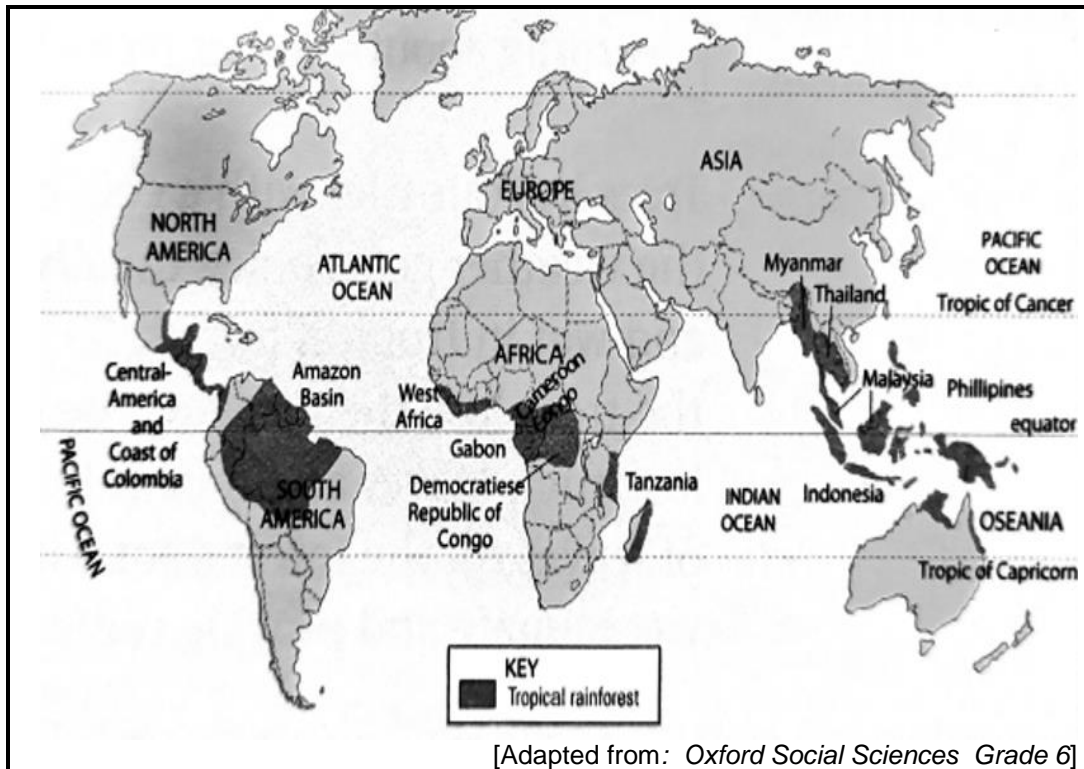 NORTH
AMERICA
EUROPE
ASIA
ATLANTIC
OCEAN
PACIFIC
OCEAN
Myanmar
Thailand
Tropic of Cancer
AFRICA
Cameroon
Congo
Central-
America
and
Coast of
Colombia
Amazon
Basin
West
Africa
Malaysia
Phillipines
equator
Gabon
PACIFIC OCEAN
SOUTH
AMERICA
Democratiese
Republic of
Congo
Tanzania
INDIAN
OCEAN
Indonesia
OSEANIA
Tropic of Capricorn
KEY
Tropical rainforest
[Adapted from: Oxford Social Sciences Grade 6]